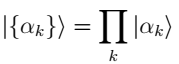 |{α_k}⟩ = ∏_k |α_k⟩